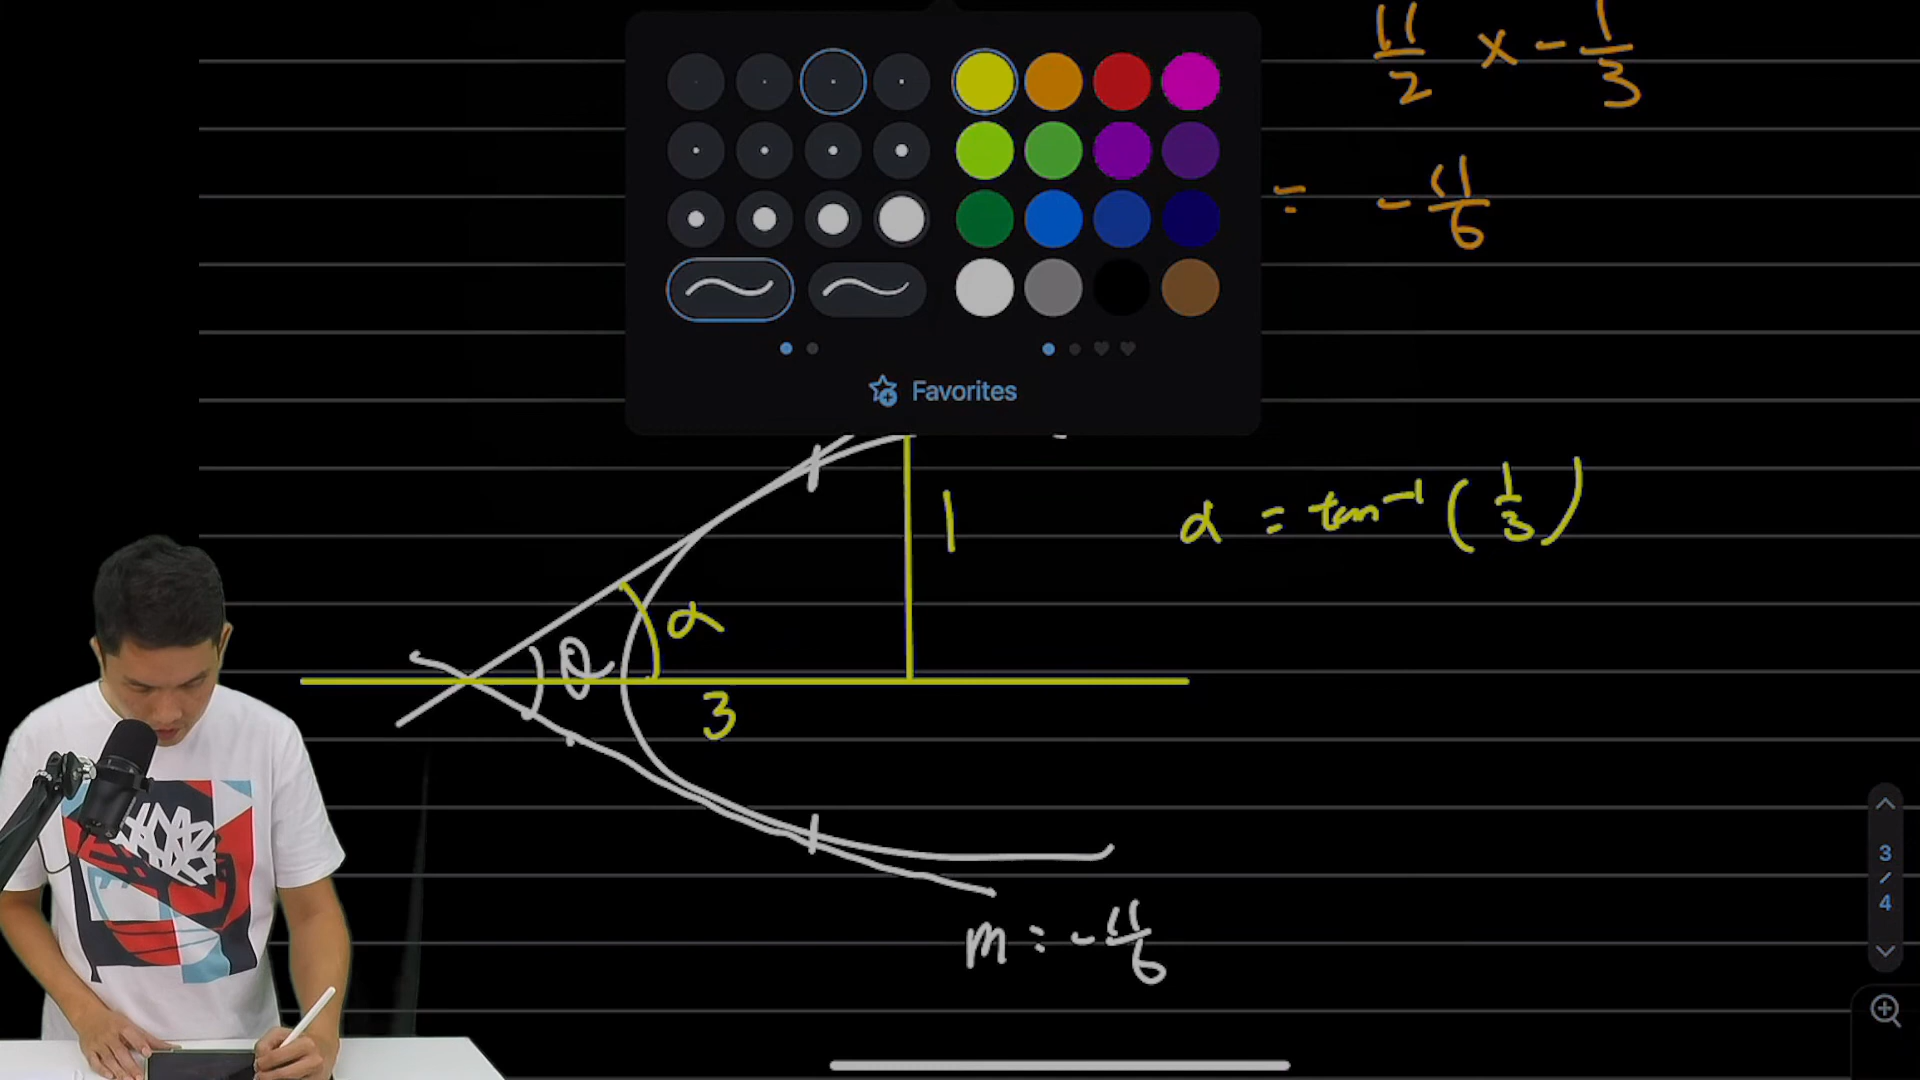 11/2 x - 1/3
= - 11/6
Favorites
1
α = tan⁻¹ (1/3)
α
θ
3
m = - 11/6
3
/
4